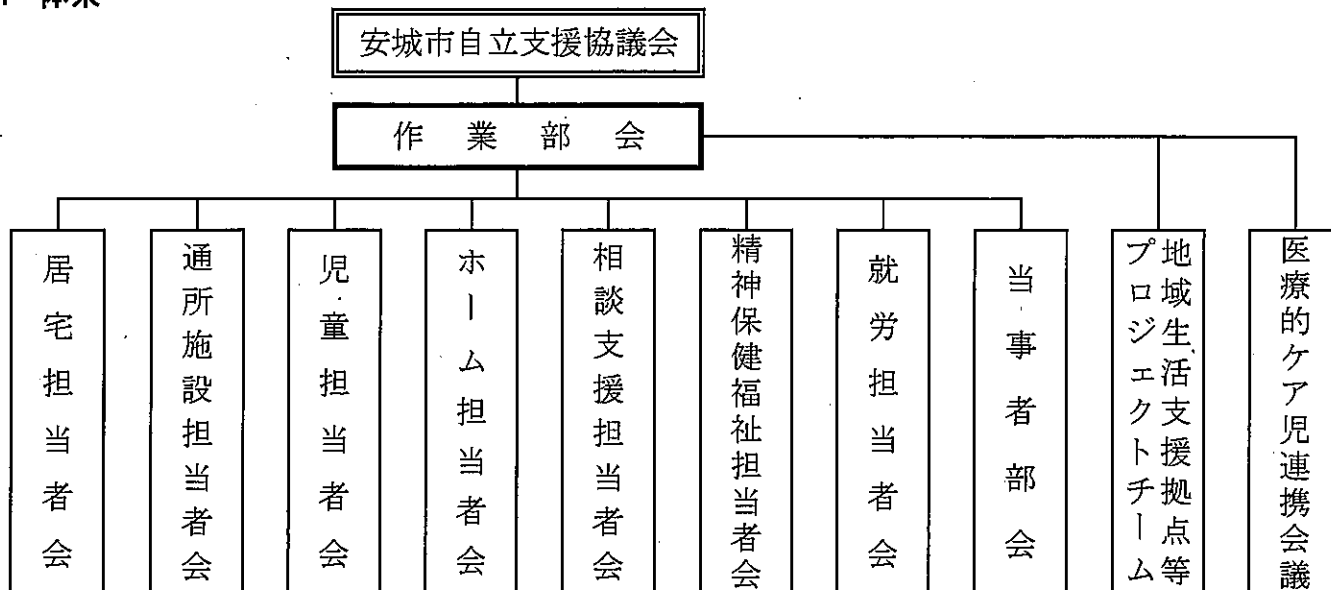 安城市自立支援協議会
作業部会
居宅担当者会
通所施設担当者会
児童担当者会
ホーム担当者会
相談支援担当者会
精神保健福祉担当者会
就労担当者会
当事者部会
地域生活支援拠点等
プロジェクトチーム
医療的ケア児連携会議